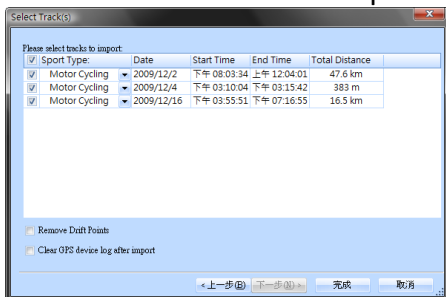 Select Track(s)
Please select tracks to import:
Sport Type: Date Start Time End Time Total Distance
Motor Cycling 2009/12/2 下午 08:03:34 上午 12:04:01 47.6 km
Motor Cycling 2009/12/4 下午 03:10:04 下午 03:15:42 383 m
Motor Cycling 2009/12/16 下午 03:55:51 下午 07:16:55 16.5 km
Remove Drift Points
Clear GPS device log after import
<上一步(B) 下一步(N)> 完成 取消